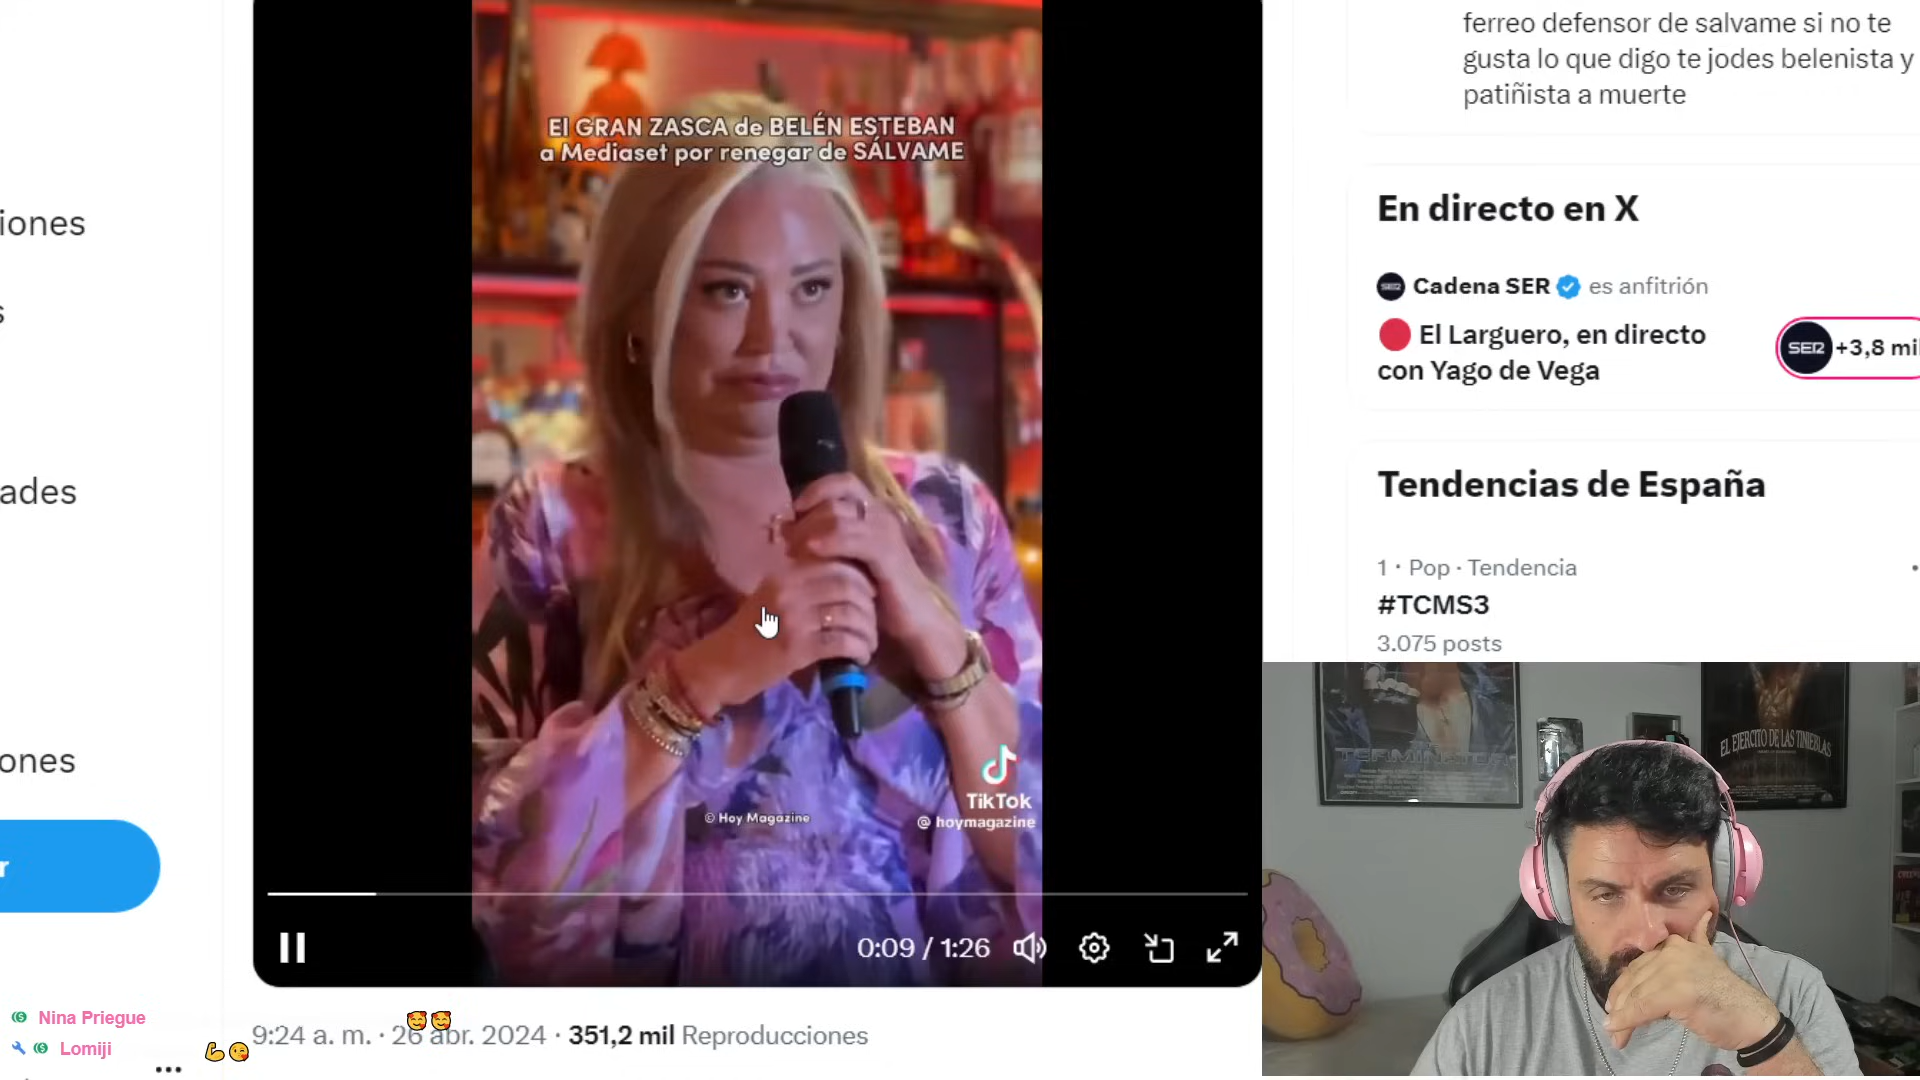 ferreo defensor de salvame si no te
gusta lo que digo te jodes belenista y
patiñista a muerte
El GRAN ZASCA de BELÉN ESTEBAN
a Mediaset por renegar de SÁLVAME
En directo en X
iones
Cadena SER es anfitrión
s
El Larguero, en directo
con Yago de Vega
SER +3,8 mil
ades
Tendencias de España
1 · Pop · Tendencia
#TCMS3
3.075 posts
ones
TikTok
© Hoy Magazine
@ hoymagazine
r
0:09 / 1:26
9:24 a. m. · 26 abr. 2024 · 351,2 mil Reproducciones
Nina Priegue
Lomiji
TERMINATOR
EL EJERCITO DE LAS TINIEBLAS